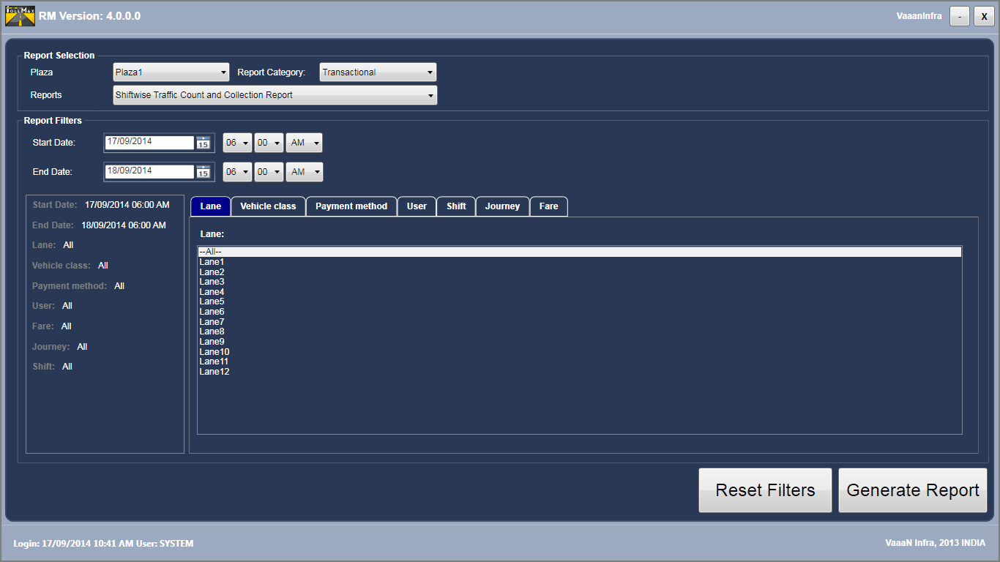 TOLLMAX
RM Version: 4.0.0.0
VaaanInfra
-
X
Report Selection
Plaza
Plaza1
Report Category:
Transactional
Reports
Shiftwise Traffic Count and Collection Report
Report Filters
Start Date:
17/09/2014
15
06
00
AM
End Date:
18/09/2014
15
06
00
AM
Start Date: 17/09/2014 06:00 AM
End Date: 18/09/2014 06:00 AM
Lane: All
Vehicle class: All
Payment method: All
User: All
Fare: All
Journey: All
Shift: All
Lane
Vehicle class
Payment method
User
Shift
Journey
Fare
Lane:
--All--
Lane1
Lane2
Lane3
Lane4
Lane5
Lane6
Lane7
Lane8
Lane9
Lane10
Lane11
Lane12
Reset Filters
Generate Report
Login: 17/09/2014 10:41 AM User: SYSTEM
VaaaN Infra, 2013 INDIA